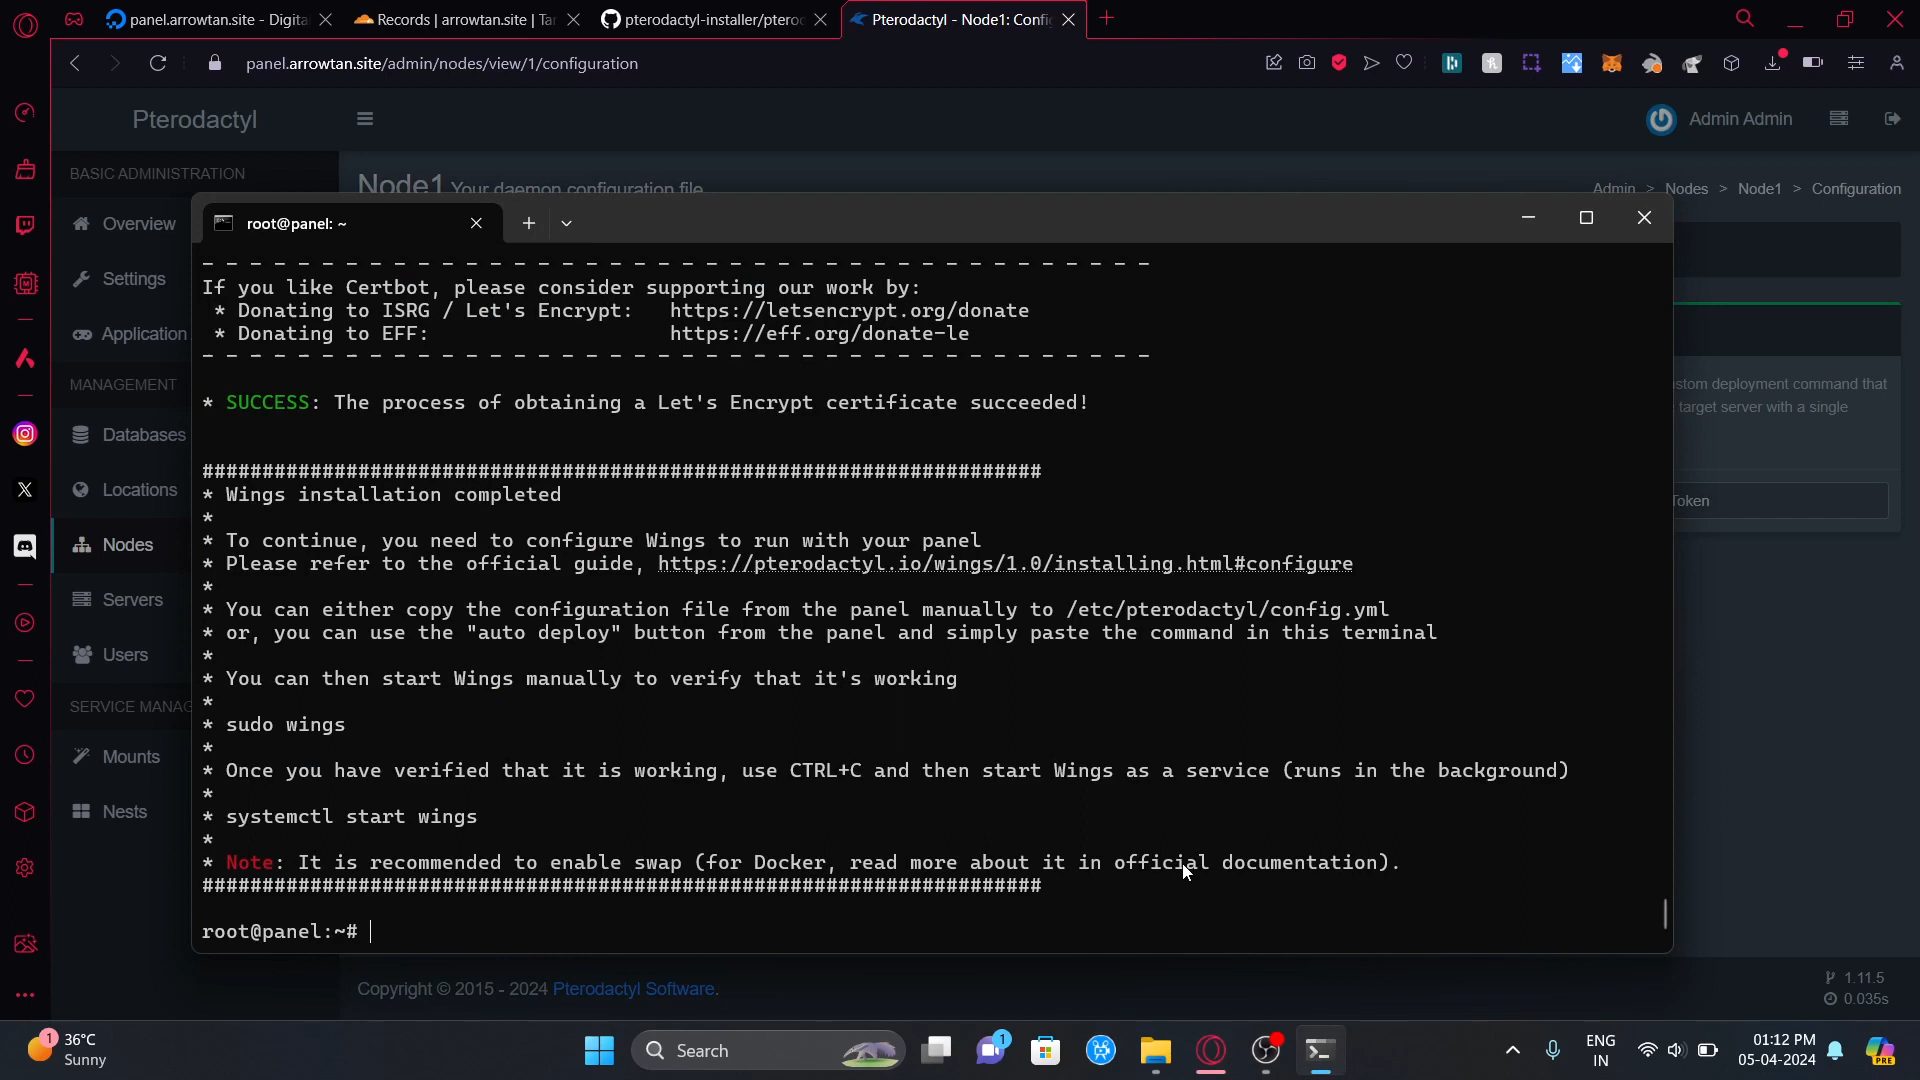 panel.arrowtan.site - Digita
Records | arrowtan.site | Tar
pterodactyl-installer/pteroc
Pterodactyl - Node1: Confi
panel.arrowtan.site/admin/nodes/view/1/configuration
Pterodactyl
Admin Admin
BASIC ADMINISTRATION
Node1 Your daemon configuration file.
Admin > Nodes > Node1 > Configuration
Overview
Settings
Application
MANAGEMENT
Databases
Locations
Nodes
Servers
Users
SERVICE MANAG
Mounts
Nests
stom deployment command that
target server with a single
Token
root@panel: ~
- - - - - - - - - - - - - - - - - - - - - - - - - - - - - - - - - - - - - - - -
If you like Certbot, please consider supporting our work by:
* Donating to ISRG / Let's Encrypt:   https://letsencrypt.org/donate
* Donating to EFF:                    https://eff.org/donate-le
- - - - - - - - - - - - - - - - - - - - - - - - - - - - - - - - - - - - - - - -
* SUCCESS: The process of obtaining a Let's Encrypt certificate succeeded!
######################################################################
* Wings installation completed
*
* To continue, you need to configure Wings to run with your panel
* Please refer to the official guide, https://pterodactyl.io/wings/1.0/installing.html#configure
*
* You can either copy the configuration file from the panel manually to /etc/pterodactyl/config.yml
* or, you can use the "auto deploy" button from the panel and simply paste the command in this terminal
*
* You can then start Wings manually to verify that it's working
*
* sudo wings
*
* Once you have verified that it is working, use CTRL+C and then start Wings as a service (runs in the background)
*
* systemctl start wings
*
* Note: It is recommended to enable swap (for Docker, read more about it in official documentation).
######################################################################
root@panel:~#
Copyright © 2015 - 2024 Pterodactyl Software.
1.11.5
0.035s
1
36°C
Sunny
Search
1
ENG
IN
01:12 PM
05-04-2024
PRE